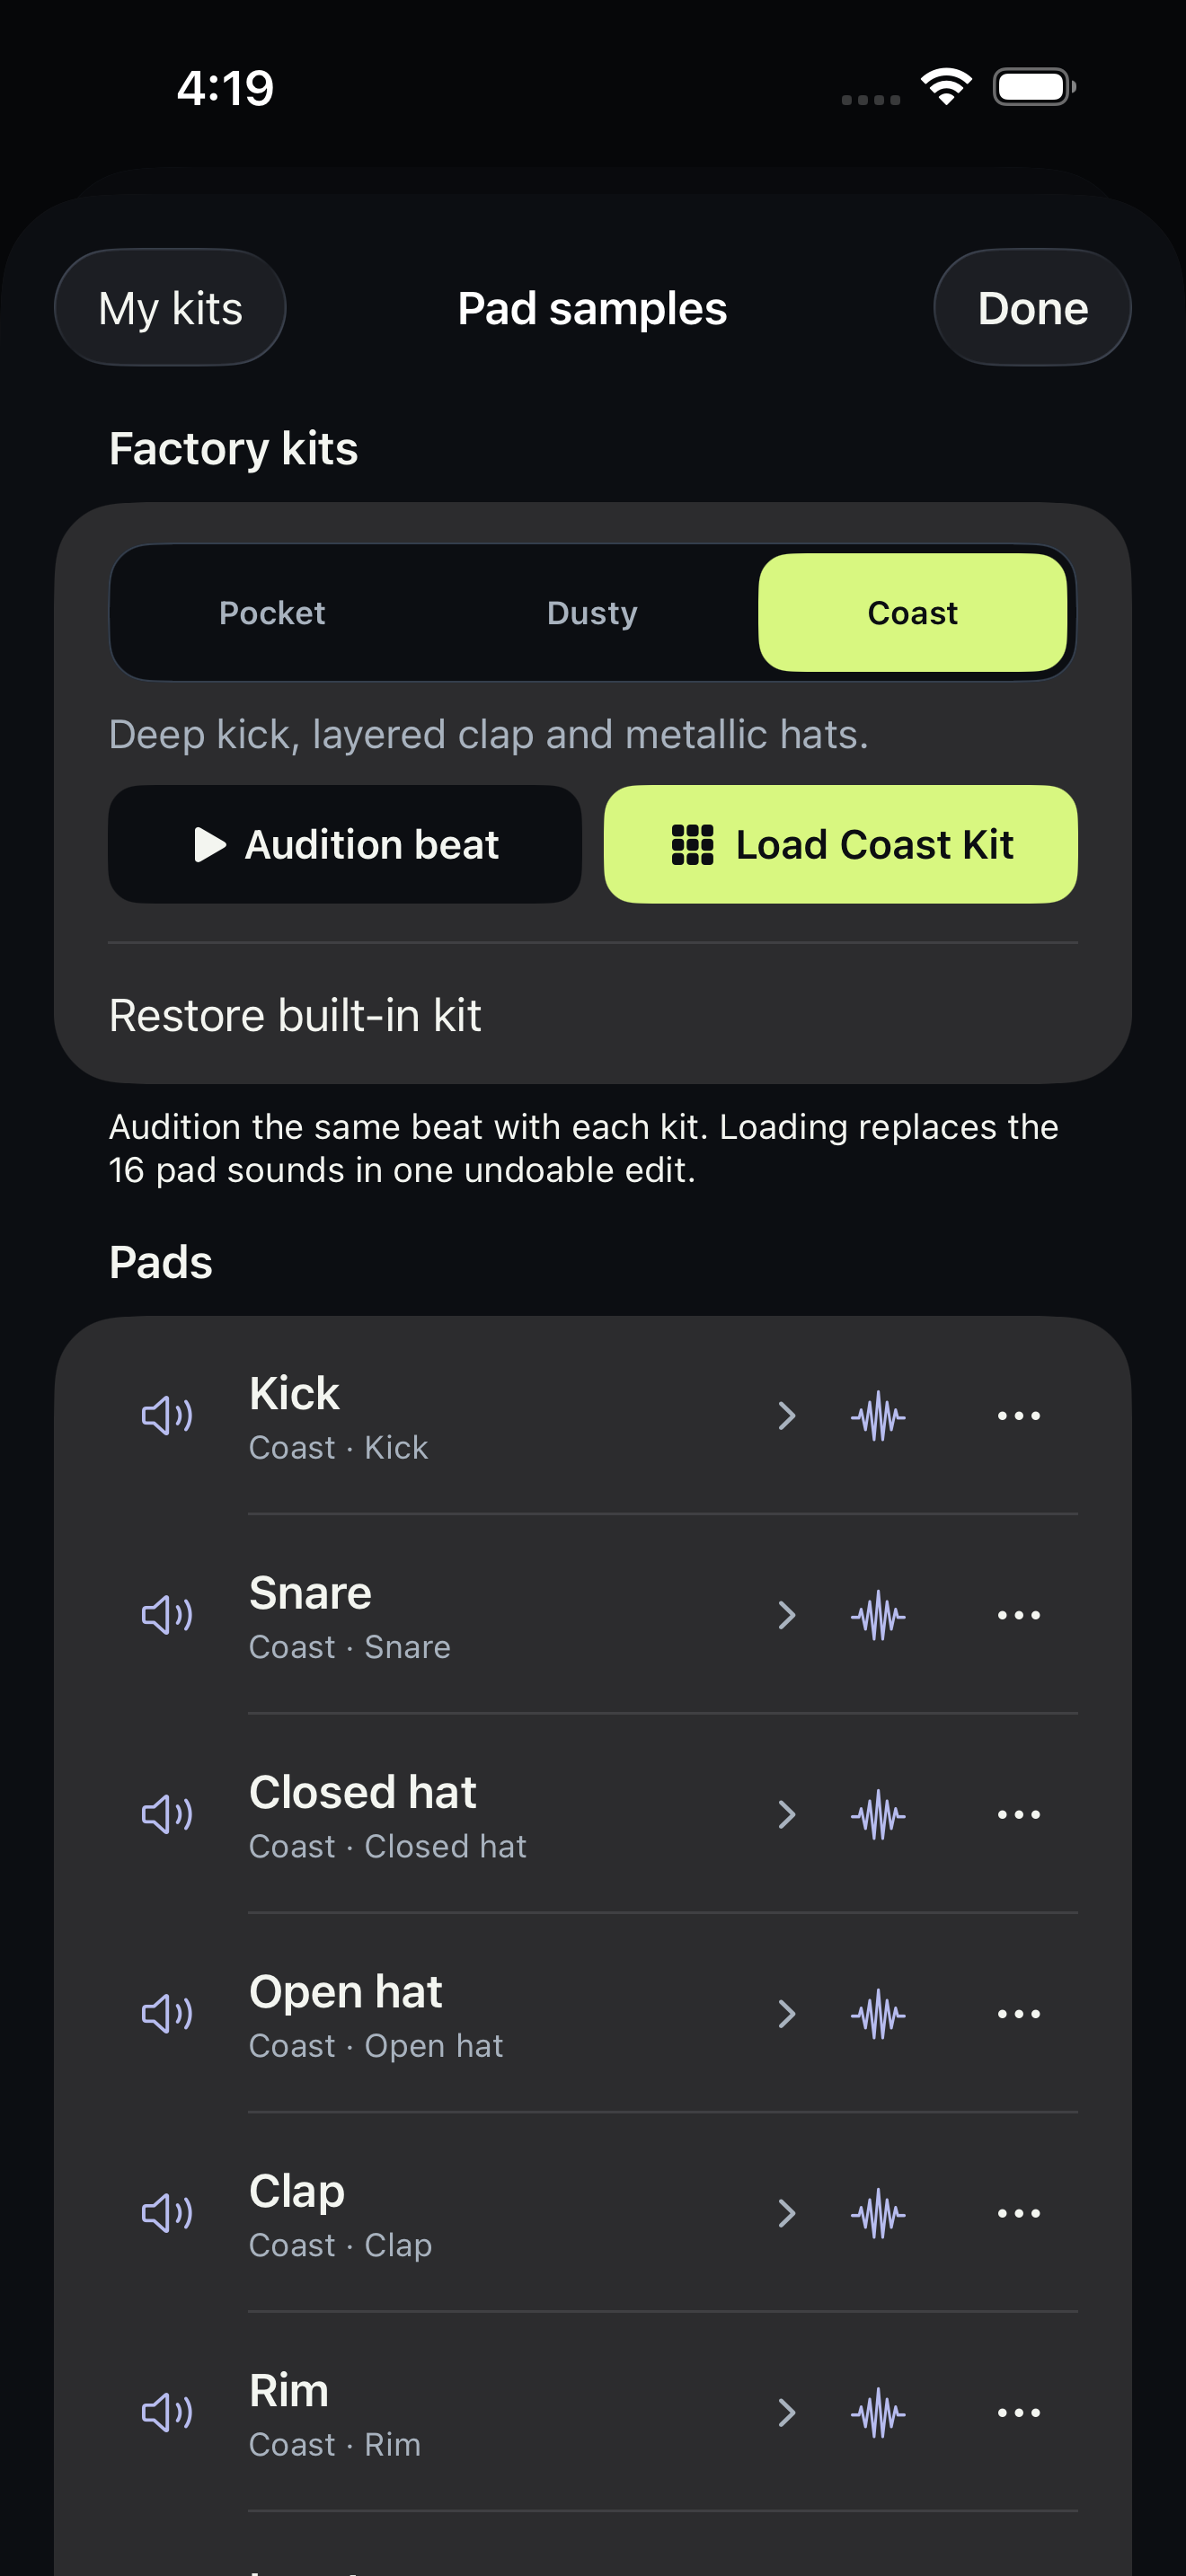 4:19
My kits
Pad samples
Done
Factory kits
Pocket
Dusty
Coast
Deep kick, layered clap and metallic hats.
Audition beat
Load Coast Kit
Restore built-in kit
Audition the same beat with each kit. Loading replaces the
16 pad sounds in one undoable edit.
Pads
Kick
Coast · Kick
Snare
Coast · Snare
Closed hat
Coast · Closed hat
Open hat
Coast · Open hat
Clap
Coast · Clap
Rim
Coast · Rim